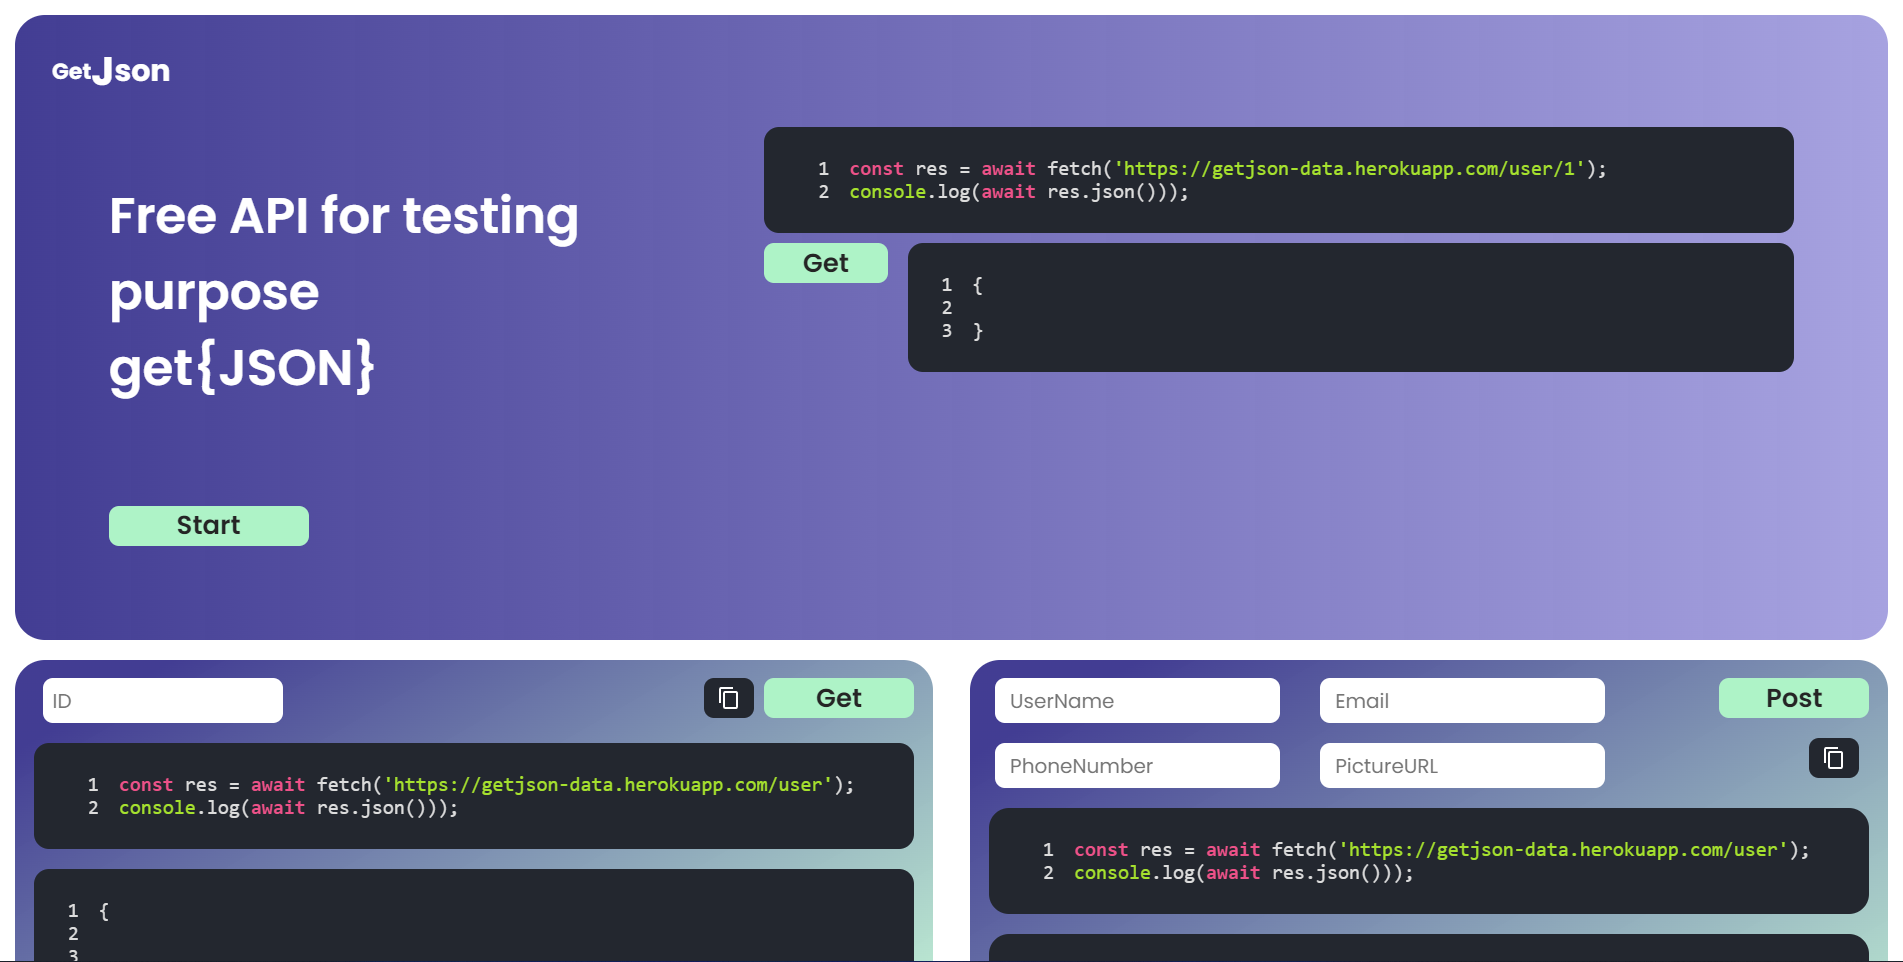 GetJson
Free API for testing
purpose
get{JSON}
Start
1 const res = await fetch('https://getjson-data.herokuapp.com/user/1');
2 console.log(await res.json()));
Get
1 {
2
3 }
ID
Get
1 const res = await fetch('https://getjson-data.herokuapp.com/user');
2 console.log(await res.json()));
1 {
2
3
UserName
Email
Post
PhoneNumber
PictureURL
1 const res = await fetch('https://getjson-data.herokuapp.com/user');
2 console.log(await res.json()));